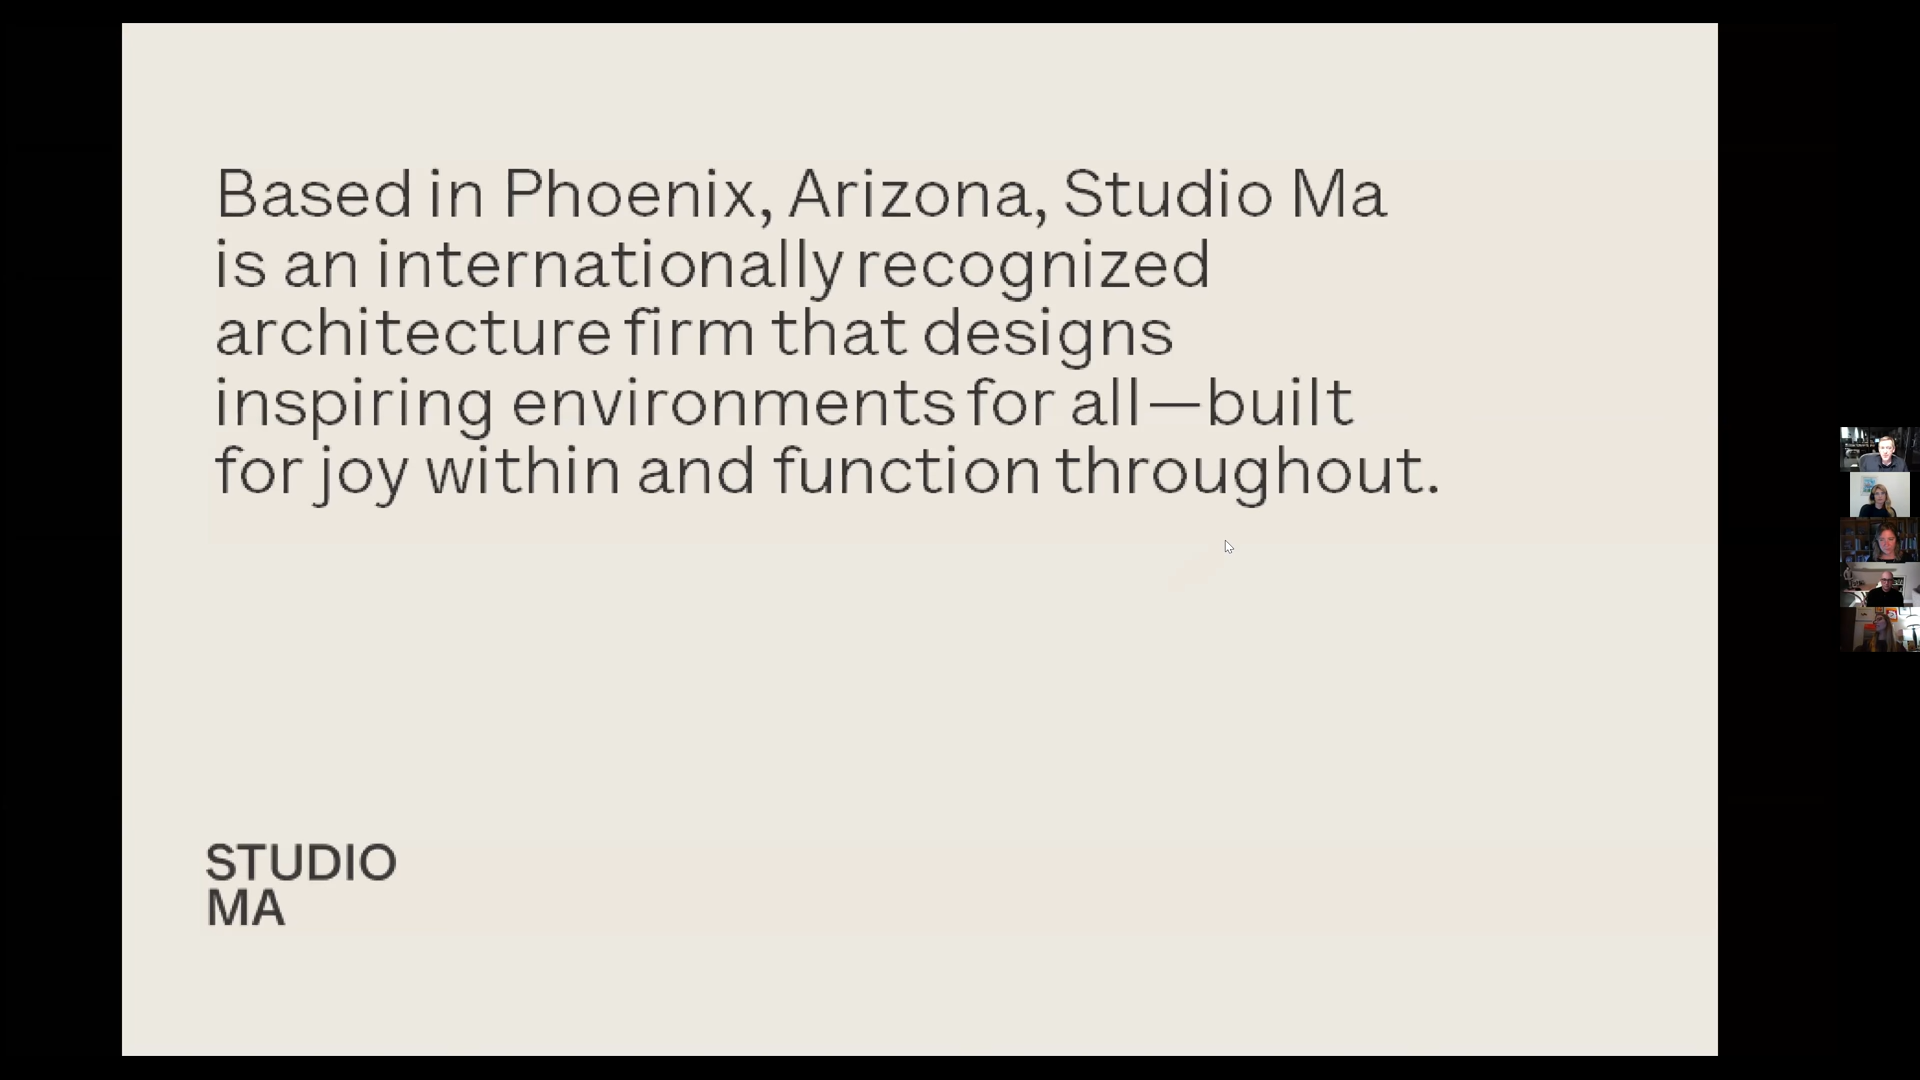 Based in Phoenix, Arizona, Studio Ma
is an internationally recognized
architecture firm that designs
inspiring environments for all—built
for joy within and function throughout.
STUDIO
MA